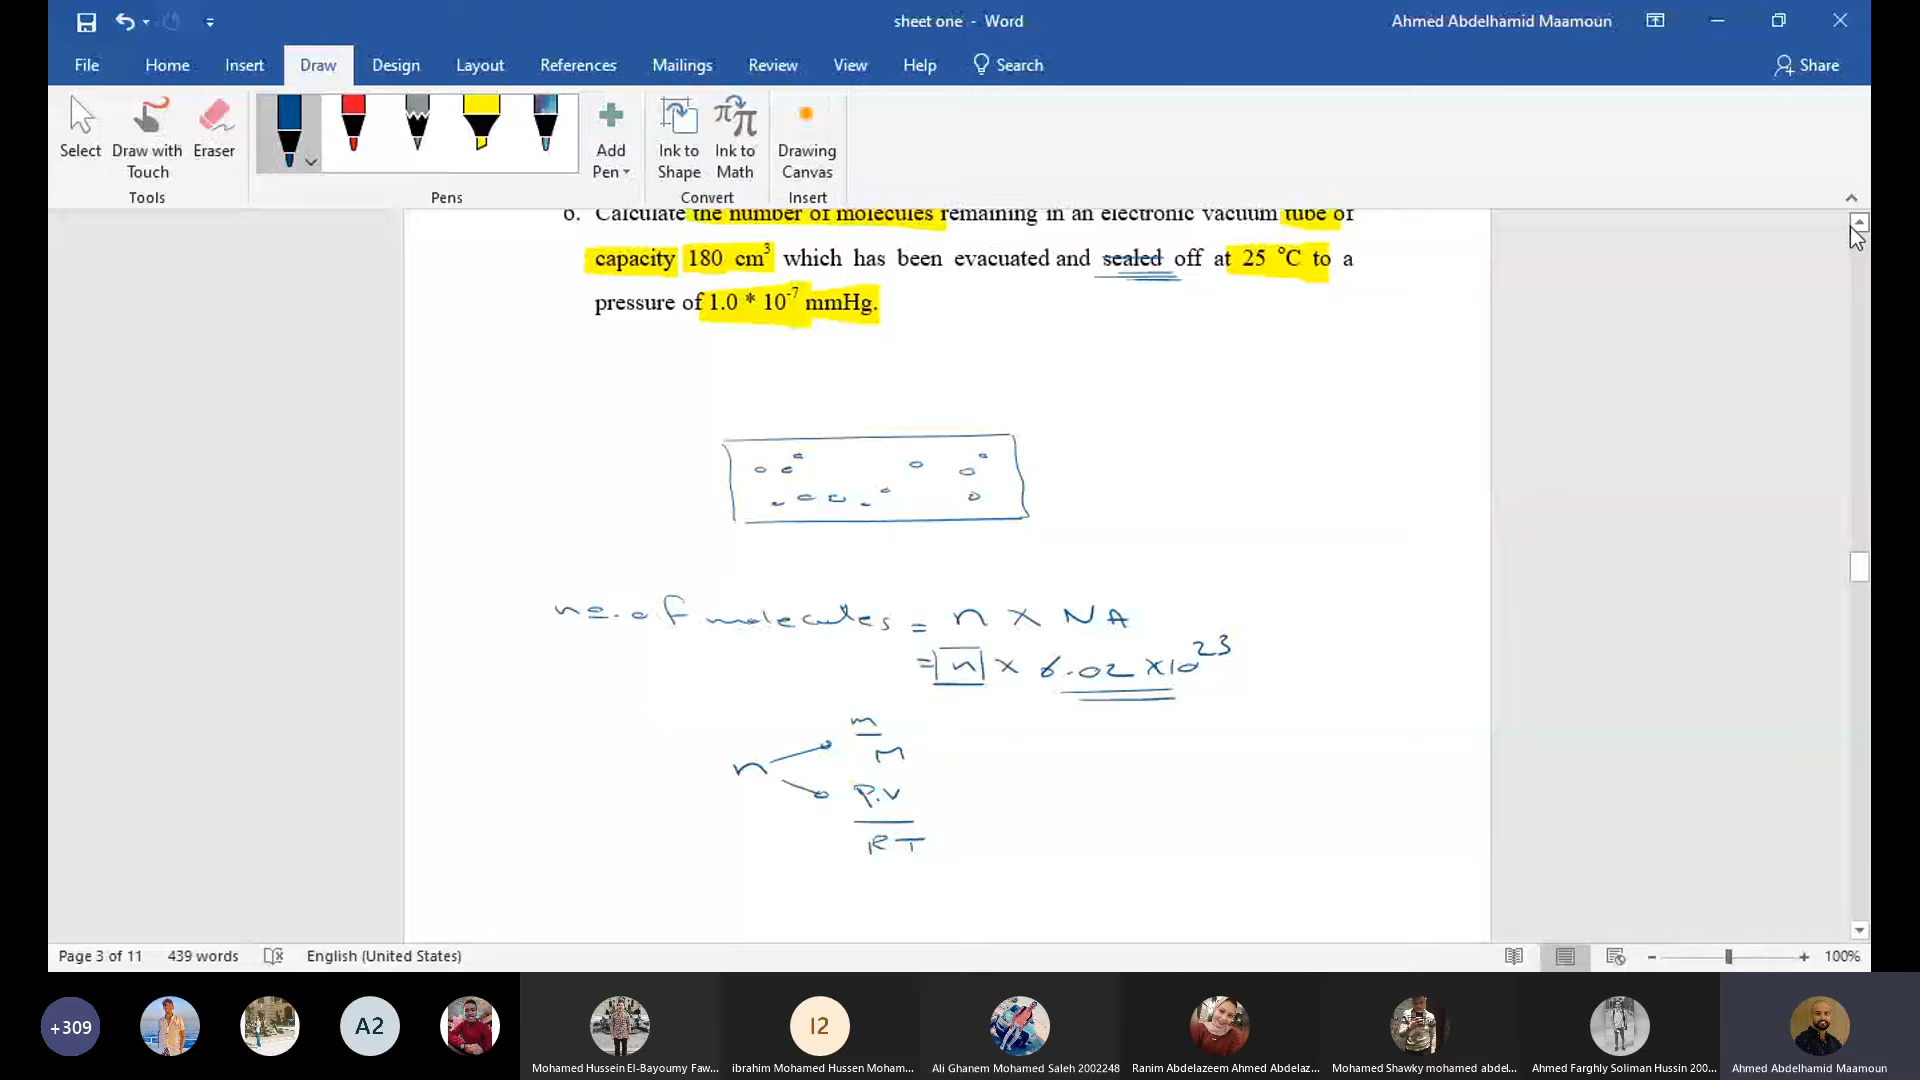 sheet one - Word
Ahmed Abdelhamid Maamoun
File Home Insert Draw Design Layout References Mailings Review View Help Search Share
Select Draw with Touch Eraser Add Pen Ink to Shape Ink to Math Drawing Canvas
Tools Pens Convert Insert
6. Calculate the number of molecules remaining in an electronic vacuum tube of
capacity 180 cm³ which has been evacuated and sealed off at 25 °C to a
pressure of 1.0 * 10⁻⁷ mmHg.
no. of molecules = n × NA
= n × 6.02 ×10²³
m
M
n
P.V
RT
Page 3 of 11 439 words English (United States) 100%
+309
A2
I2
Mohamed Hussein El-Bayoumy Faw...
ibrahim Mohamed Hussen Moham...
Ali Ghanem Mohamed Saleh 2002248
Ranim Abdelazeem Ahmed Abdelaz...
Mohamed Shawky mohamed abdel...
Ahmed Farghly Soliman Hussin 200...
Ahmed Abdelhamid Maamoun